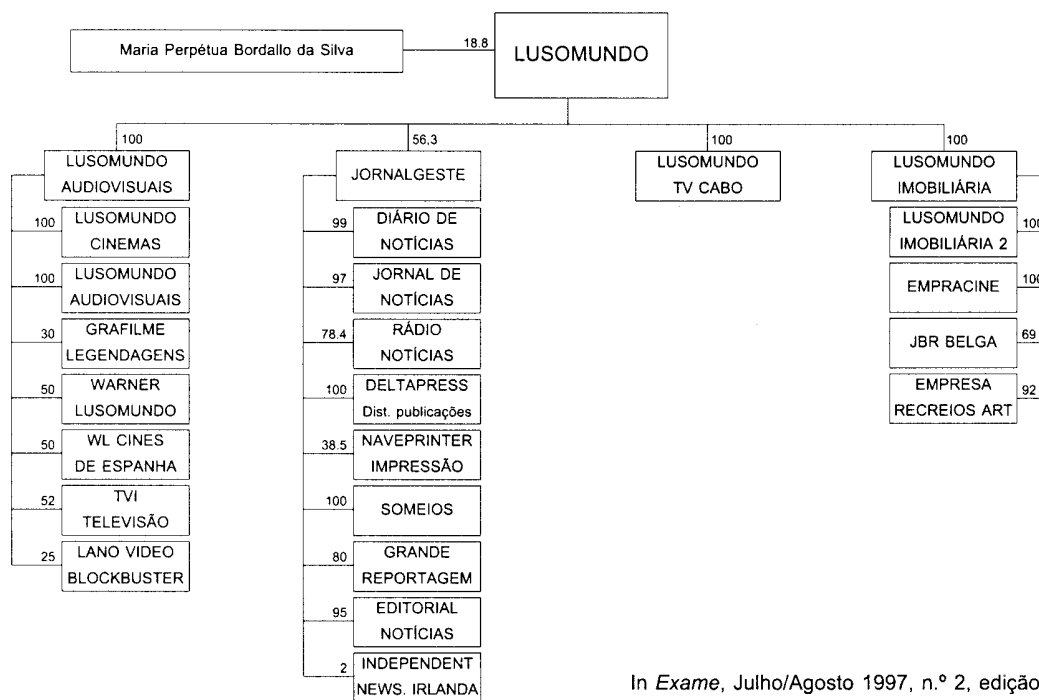 Maria Perpétua Bordallo da Silva
18.8
LUSOMUNDO
100
LUSOMUNDO
AUDIOVISUAIS
100
LUSOMUNDO
CINEMAS
100
LUSOMUNDO
AUDIOVISUAIS
30
GRAFILME
LEGENDAGENS
50
WARNER
LUSOMUNDO
50
WL CINES
DE ESPANHA
52
TVI
TELEVISÃO
25
LANO VIDEO
BLOCKBUSTER
56,3
JORNALGESTE
99
DIÁRIO DE
NOTÍCIAS
97
JORNAL DE
NOTÍCIAS
78.4
RÁDIO
NOTÍCIAS
100
DELTAPRESS
Dist. publicações
38.5
NAVEPRINTER
IMPRESSÃO
100
SOMEIOS
80
GRANDE
REPORTAGEM
95
EDITORIAL
NOTÍCIAS
2
INDEPENDENT
NEWS. IRLANDA
100
LUSOMUNDO
TV CABO
100
LUSOMUNDO
IMOBILIÁRIA
LUSOMUNDO
IMOBILIÁRIA 2
100
EMPRACINE
100
JBR BELGA
69
EMPRESA
RECREIOS ART
92
In Exame, Julho/Agosto 1997, n.º 2, edição